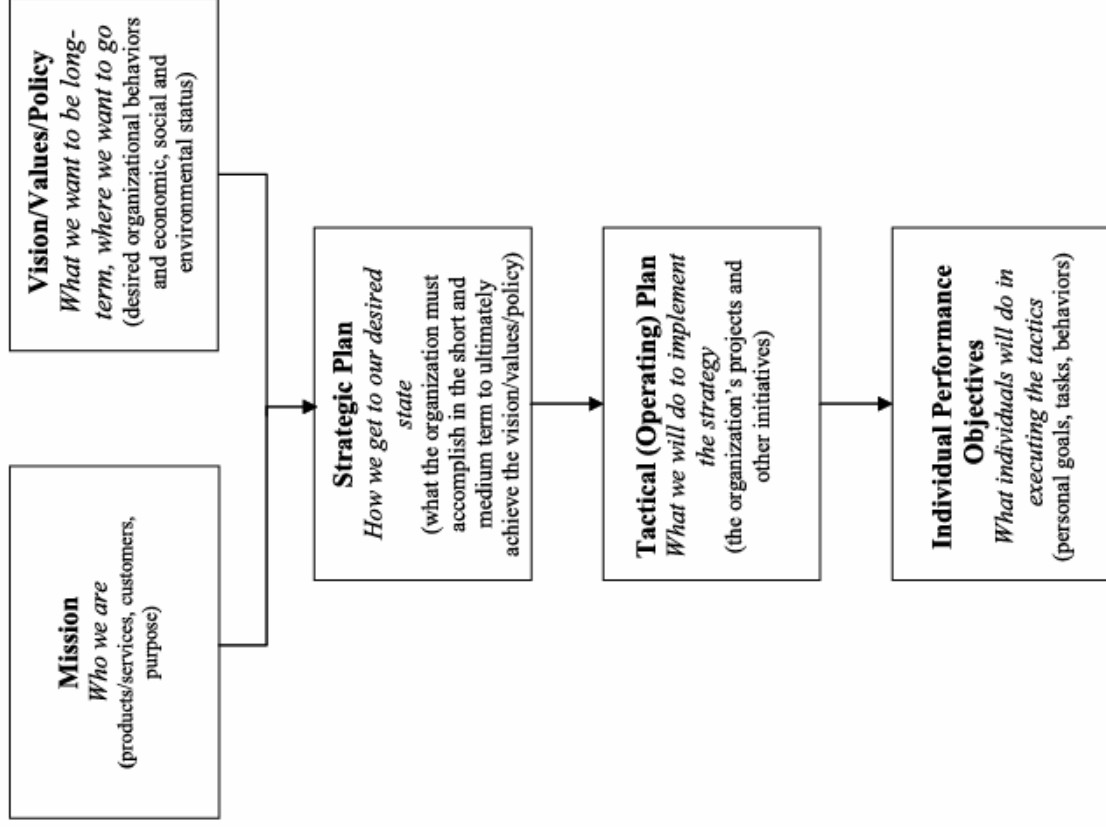 Mission
Who we are
(products/services, customers,
purpose)
Vision/Values/Policy
What we want to be long-
term, where we want to go
(desired organizational behaviors
and economic, social and
environmental status)
Strategic Plan
How we get to our desired
state
(what the organization must
accomplish in the short and
medium term to ultimately
achieve the vision/values/policy)
Tactical (Operating) Plan
What we will do to implement
the strategy
(the organization's projects and
other initiatives)
Individual Performance
Objectives
What individuals will do in
executing the tactics
(personal goals, tasks, behaviors)